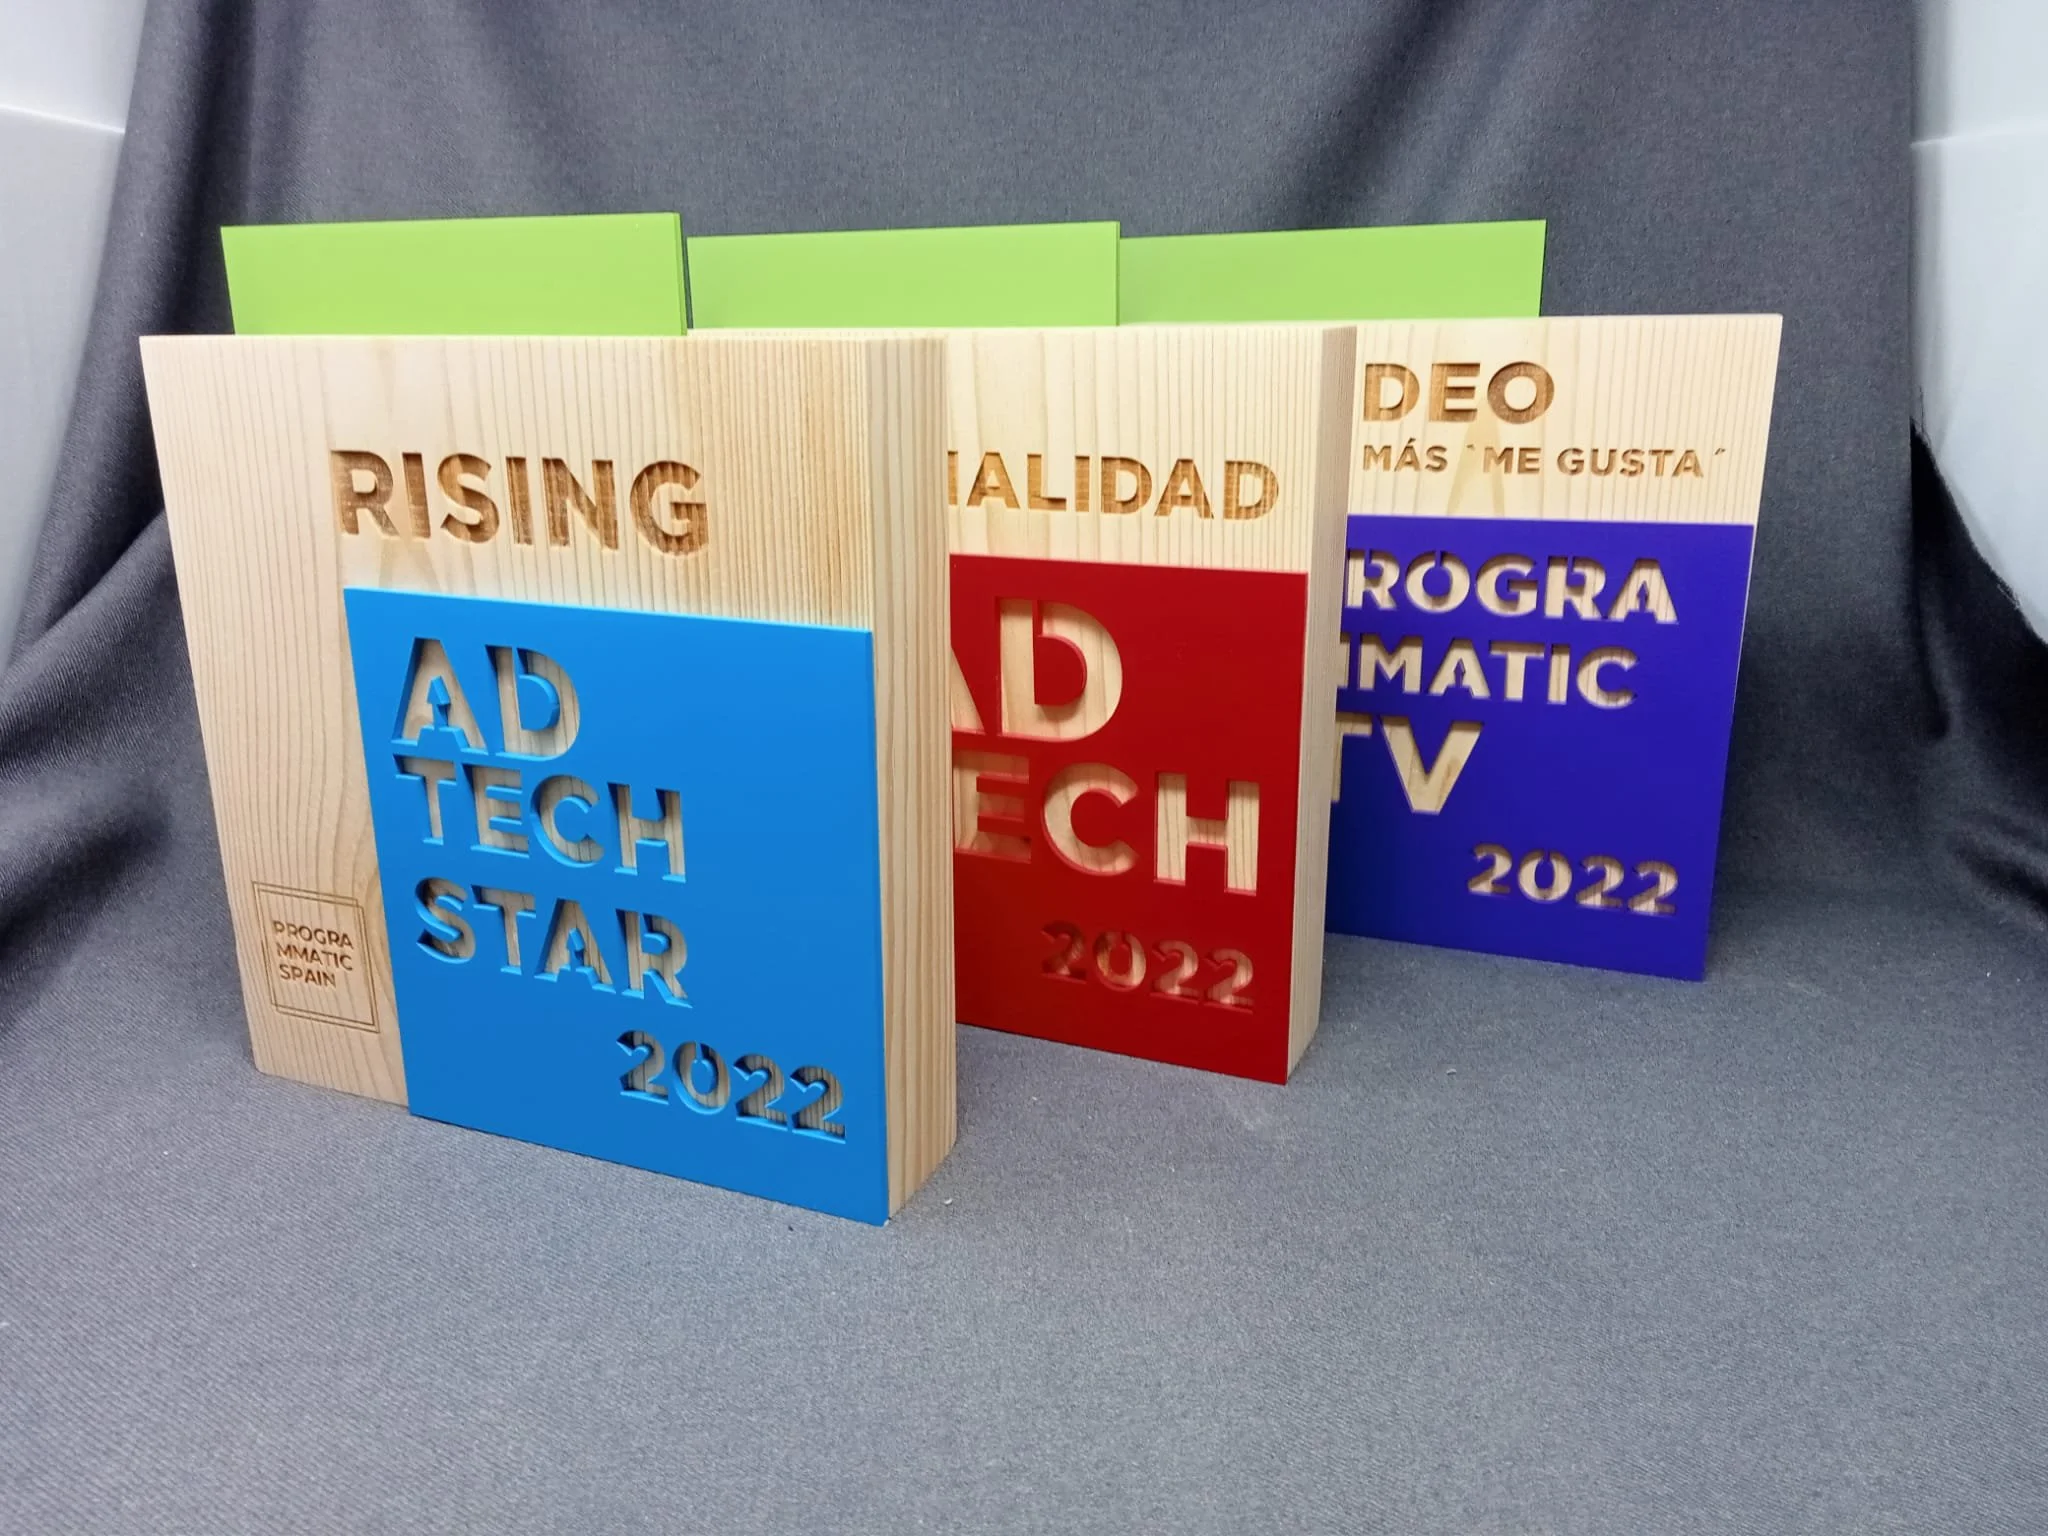 RISING
AD
TECH
STAR
2022
PROGRA
MMATIC
SPAIN
ALIDAD
AD
ECH
2022
DEO
MÁS ` ME GUSTA ´
ROGRA
MMATIC
TV
2022